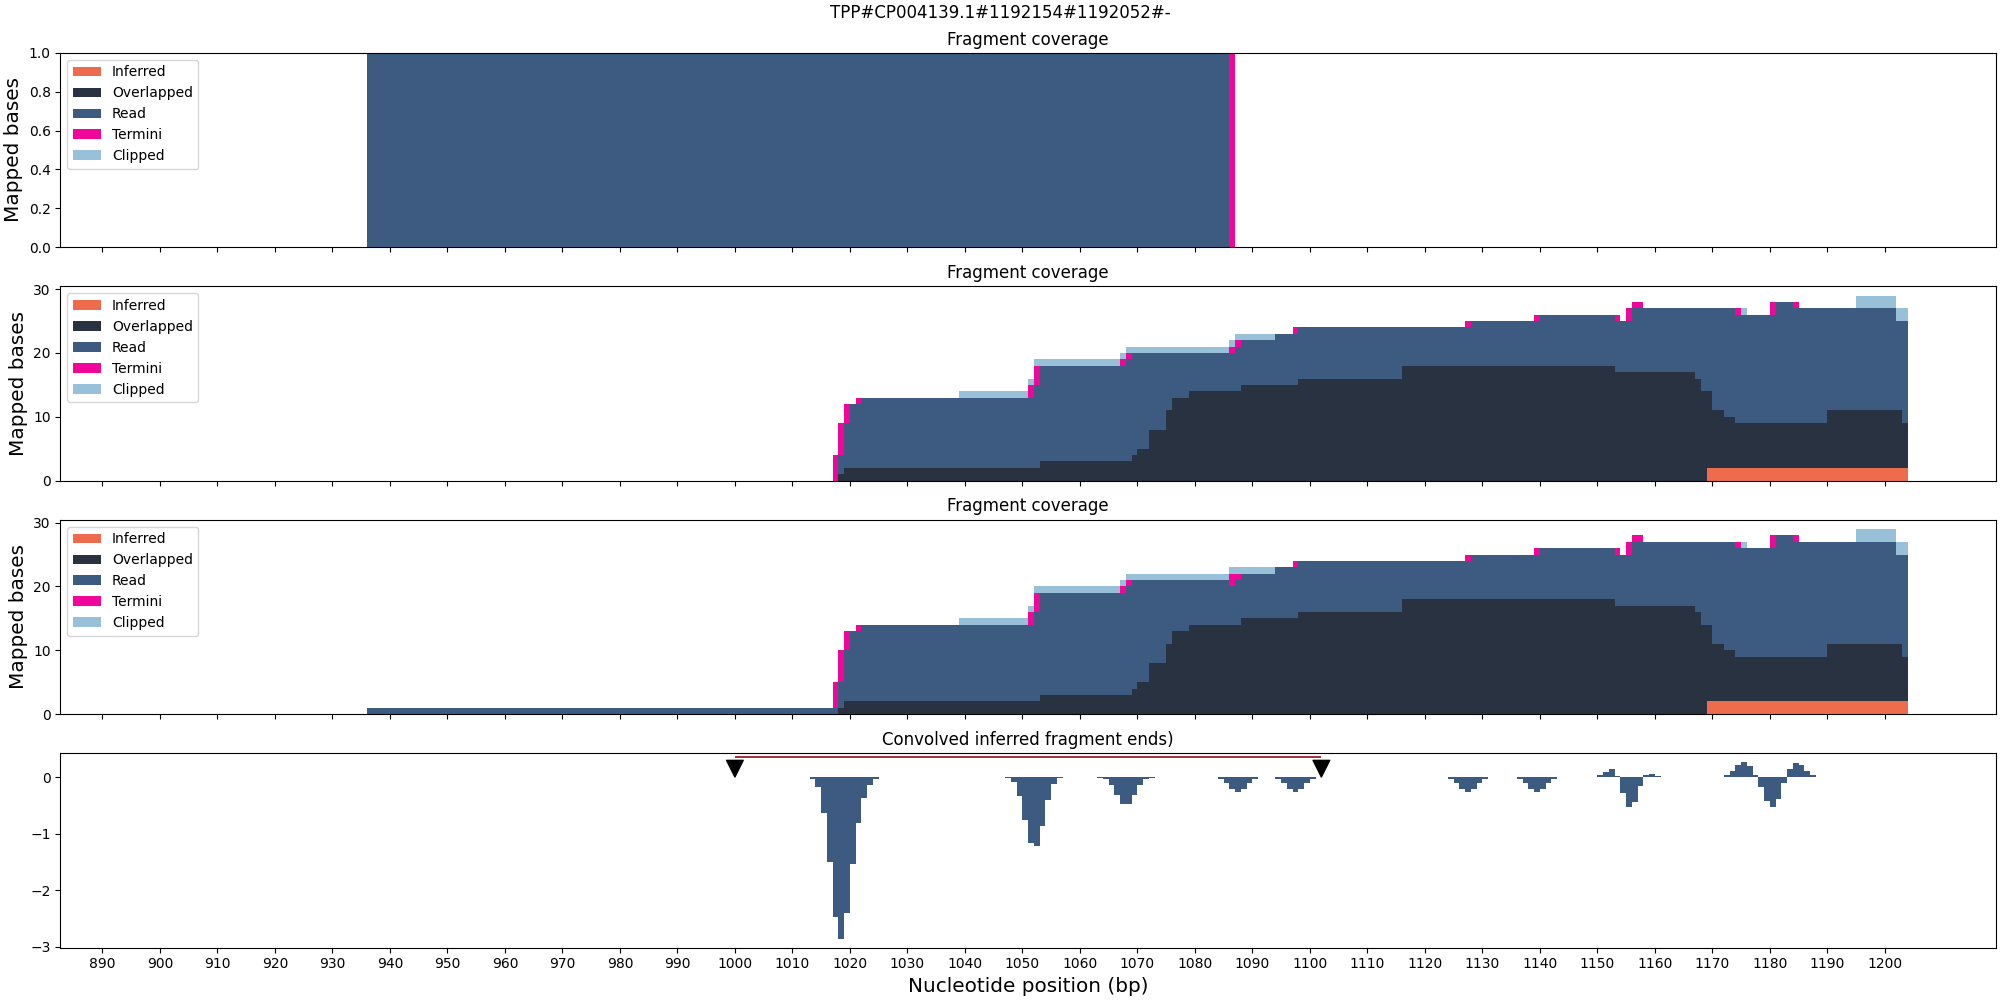 TPP#CP004139.1#1192154#1192052#-
Fragment coverage
1.0
0.8
0.6
0.4
0.2
0.0
Mapped bases
Inferred
Overlapped
Read
Termini
Clipped
Fragment coverage
30
20
10
0
Mapped bases
Inferred
Overlapped
Read
Termini
Clipped
Fragment coverage
30
20
10
0
Mapped bases
Inferred
Overlapped
Read
Termini
Clipped
Convolved inferred fragment ends)
0
−1
−2
−3
890 900 910 920 930 940 950 960 970 980 990 1000 1010 1020 1030 1040 1050 1060 1070 1080 1090 1100 1110 1120 1130 1140 1150 1160 1170 1180 1190 1200
Nucleotide position (bp)